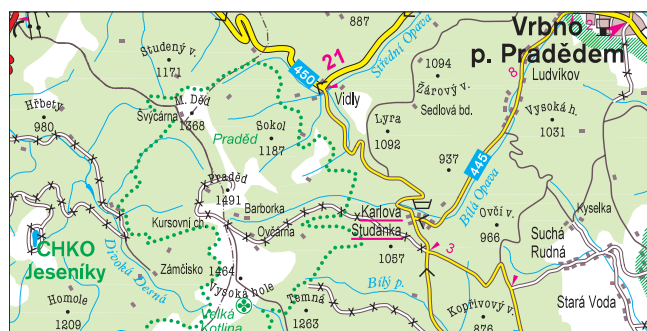 887
Vrbno
p. Pradědem
2
Studený v.
1171
450
21
Střední Opava
1094
Žárový v.
8
Ludvíkov
Vidly
Sedlová bd.
Vysoká h.
1031
Hřbety
980
M. Děd
Švýcárna
1368
Praděd
Sokol
1187
Lyra
1092
937
445
Bílá Opava
Praděd
1491
Barborka
Karlova
Studánka
Kursovní ch.
Ovčárna
Ovčí v.
966
Kyselka
Suchá
Rudná
3
1057
CHKO
Jeseníky
Divoká Desná
Zámčisko
1464
Vysoká hole
Bílý p.
Homole
1209
Velká
Kotlina
Temná
1263
Kopřivový v.
876
Stará Voda